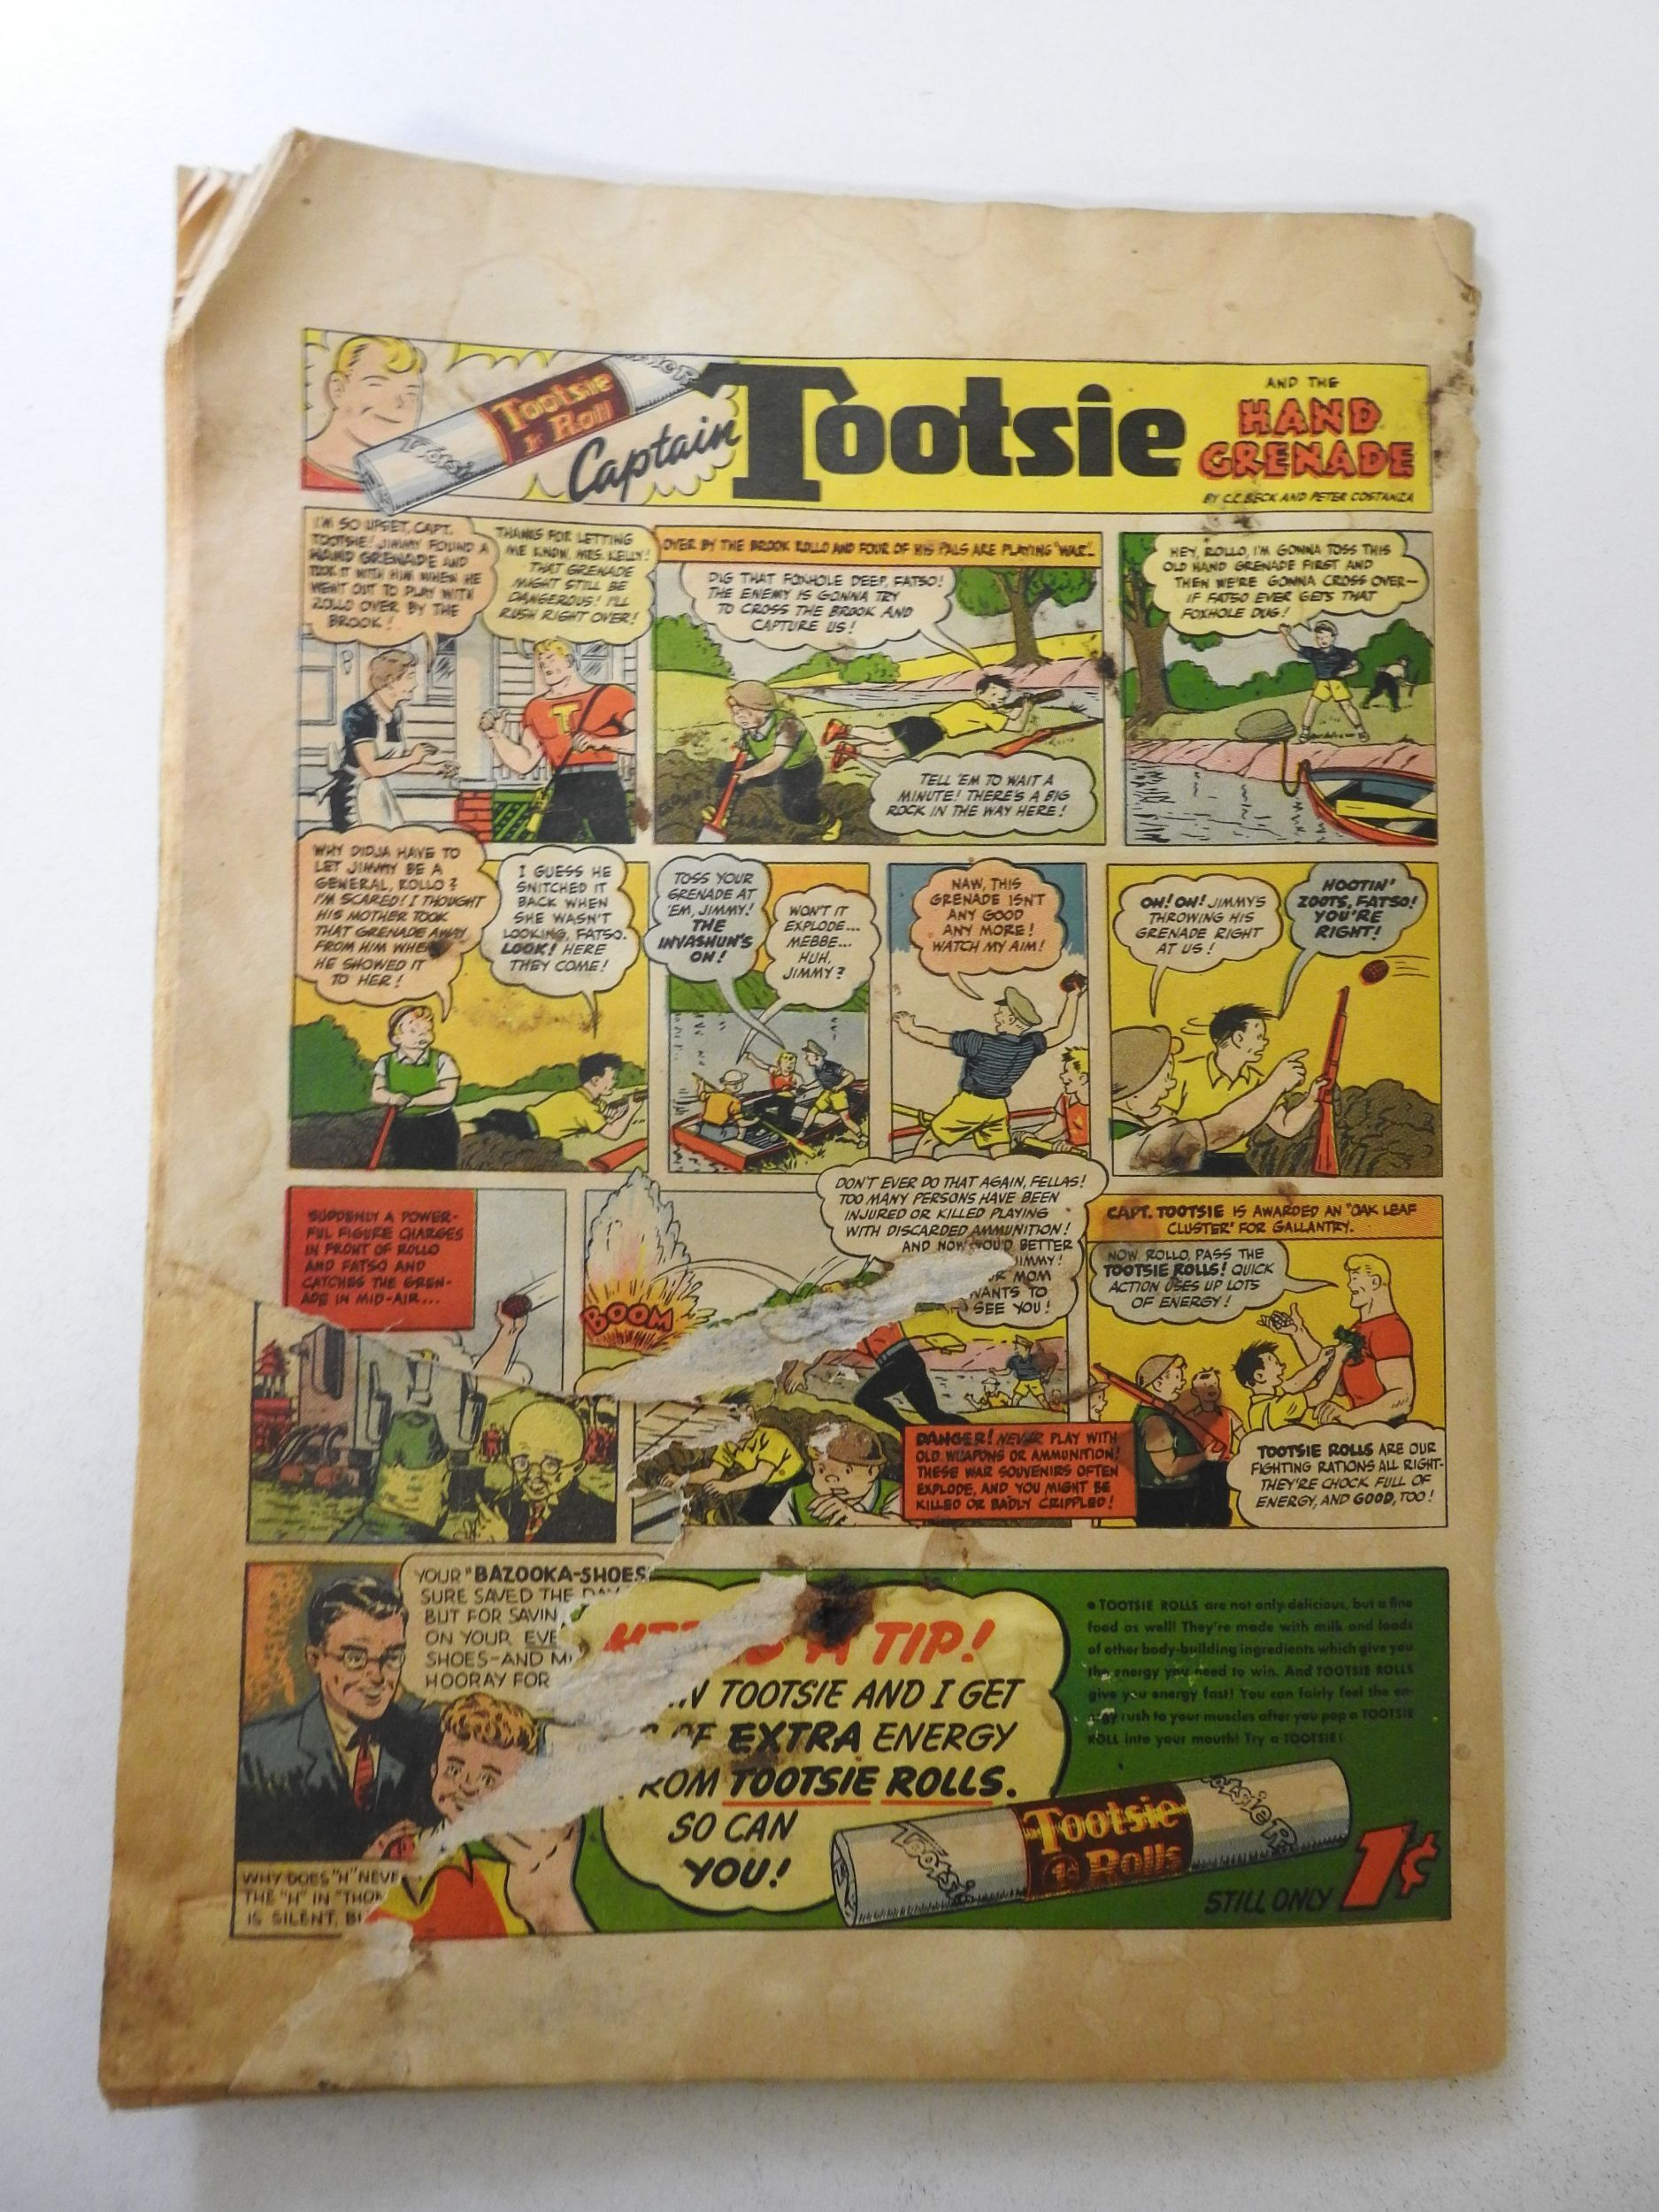 Tootsie
Roll
Captain Tootsie
AND THE
HAND
GRENADE
BY C.C. BECK AND PETER COSTANZA
I'M SO UPSET, CAPT.
TOOTSIE! JIMMY FOUND A
HAND GRENADE AND
TOOK IT WITH HIM WHEN HE
WENT OUT TO PLAY WITH
ROLLO OVER BY THE
BROOK!
THANKS FOR LETTING
ME KNOW, MRS. KELLY!
THAT GRENADE
MIGHT STILL BE
DANGEROUS! I'LL
RUSH RIGHT OVER!
T
OVER BY THE BROOK ROLLO AND FOUR OF HIS PALS ARE PLAYING "WAR"..
DIG THAT FOXHOLE DEEP, FATSO!
THE ENEMY IS GONNA TRY
TO CROSS THE BROOK AND
CAPTURE US!
TELL 'EM TO WAIT A
MINUTE! THERE'S A BIG
ROCK IN THE WAY HERE!
HEY, ROLLO, I'M GONNA TOSS THIS
OLD HAND GRENADE FIRST AND
THEN WE'RE GONNA CROSS OVER—
IF FATSO EVER GETS THAT
FOXHOLE DUG!
WHY DIDJA HAVE TO
LET JIMMY BE A
GENERAL, ROLLO?
I'M SCARED! I THOUGHT
HIS MOTHER TOOK
THAT GRENADE AWAY
FROM HIM WHEN
HE SHOWED IT
TO HER!
I GUESS HE
SNITCHED IT
BACK WHEN
SHE WASN'T
LOOKING, FATSO.
LOOK! HERE
THEY COME!
TOSS YOUR
GRENADE AT
'EM, JIMMY!
THE
INVASHUN'S
ON!
WON'T IT
EXPLODE...
MEBBE...
HUH,
JIMMY?
NAW, THIS
GRENADE ISN'T
ANY GOOD
ANY MORE!
WATCH MY AIM!
OH! OH! JIMMY'S
THROWING HIS
GRENADE RIGHT
AT US!
HOOTIN'
ZOOTS, FATSO!
YOU'RE
RIGHT!
SUDDENLY A POWER-
FUL FIGURE CHARGES
IN FRONT OF ROLLO
AND FATSO AND
CATCHES THE GREN-
ADE IN MID-AIR...
BOOM
DON'T EVER DO THAT AGAIN, FELLAS!
TOO MANY PERSONS HAVE BEEN
INJURED OR KILLED PLAYING
WITH DISCARDED AMMUNITION!
AND NOW YOU'D BETTER
JIMMY!
MOM
WANTS TO
SEE YOU!
DANGER! NEVER PLAY WITH
OLD WEAPONS OR AMMUNITION!
THESE WAR SOUVENIRS OFTEN
EXPLODE, AND YOU MIGHT BE
KILLED OR BADLY CRIPPLED!
CAPT. TOOTSIE IS AWARDED AN "OAK LEAF
CLUSTER" FOR GALLANTRY.
NOW, ROLLO, PASS THE
TOOTSIE ROLLS! QUICK
ACTION USES UP LOTS
OF ENERGY!
TOOTSIE ROLLS ARE OUR
FIGHTING RATIONS ALL RIGHT-
THEY'RE CHOCK FULL OF
ENERGY, AND GOOD, TOO!
YOUR "BAZOOKA-SHOES
SURE SAVED THE DAY
BUT FOR SAVIN
ON YOUR EVE
SHOES-AND M
HOORAY FOR
WHY DOES "H" NEVE
THE "H" IN "THOM
IS SILENT, BI
A TIP!
TOOTSIE AND I GET
OF EXTRA ENERGY
ROM TOOTSIE ROLLS.
SO CAN
YOU!
• TOOTSIE ROLLS are not only delicious, but a fine
food as well! They're made with milk and loads
of other body-building ingredients which give you
the energy you need to win. And TOOTSIE ROLLS
give you energy fast! You can fairly feel the en-
ergy rush to your muscles after you pop a TOOTSIE
ROLL into your mouth! Try a TOOTSIE!
Tootsie
Rolls
STILL ONLY 1¢